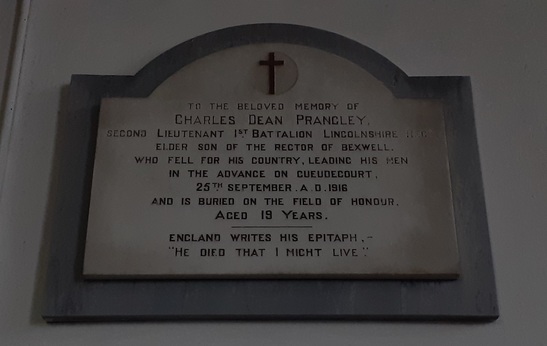 TO THE BELOVED MEMORY OF
CHARLES DEAN PRANGLEY,
SECOND LIEUTENANT 1ST BATTALION LINCOLNSHIRE
ELDER SON OF THE RECTOR OF BEXWELL.
WHO FELL FOR HIS COUNTRY, LEADING HIS MEN
IN THE ADVANCE ON GUEUDECOURT,
25TH SEPTEMBER. A.D. 1916
AND IS BURIED ON THE FIELD OF HONOUR.
AGED 19 YEARS.
ENGLAND WRITES HIS EPITAPH,-
"HE DIED THAT I MIGHT LIVE".